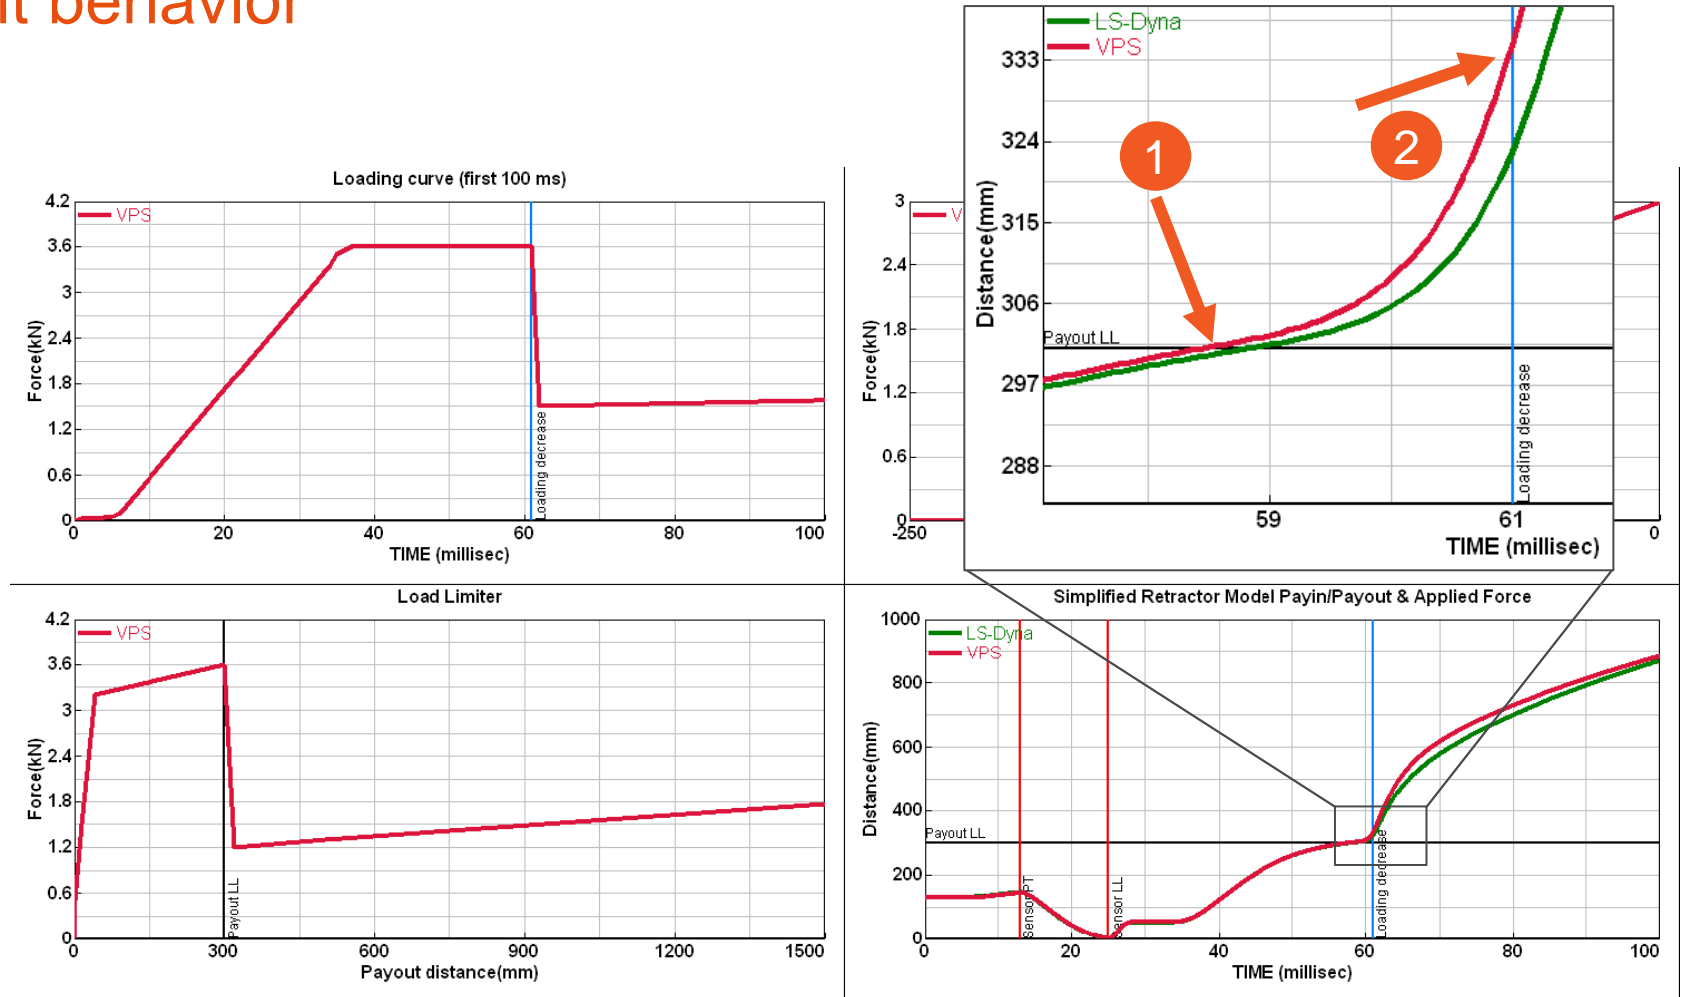 t behavior
Loading curve (first 100 ms)
4.2
VPS
3.6
3
2.4
1.8
1.2
0.6
0
Force(kN)
Loading decrease
0 20 40 60 80 100
TIME (millisec)
3
2.4
1.8
1.2
0.6
0
Force(kN)
V
-250 0
LS-Dyna
VPS
333
324
315
306
297
288
Distance(mm)
Payout LL
1
2
Loading decrease
59 61
TIME (millisec)
Load Limiter
4.2
VPS
3.6
3
2.4
1.8
1.2
0.6
0
Force(kN)
Payout LL
0 300 600 900 1200 1500
Payout distance(mm)
Simplified Retractor Model Payin/Payout & Applied Force
1000
LS-Dyna
VPS
800
600
400
200
0
Distance(mm)
Payout LL
Sensor PT
Sensor LL
Loading decrease
0 20 40 60 80 100
TIME (millisec)